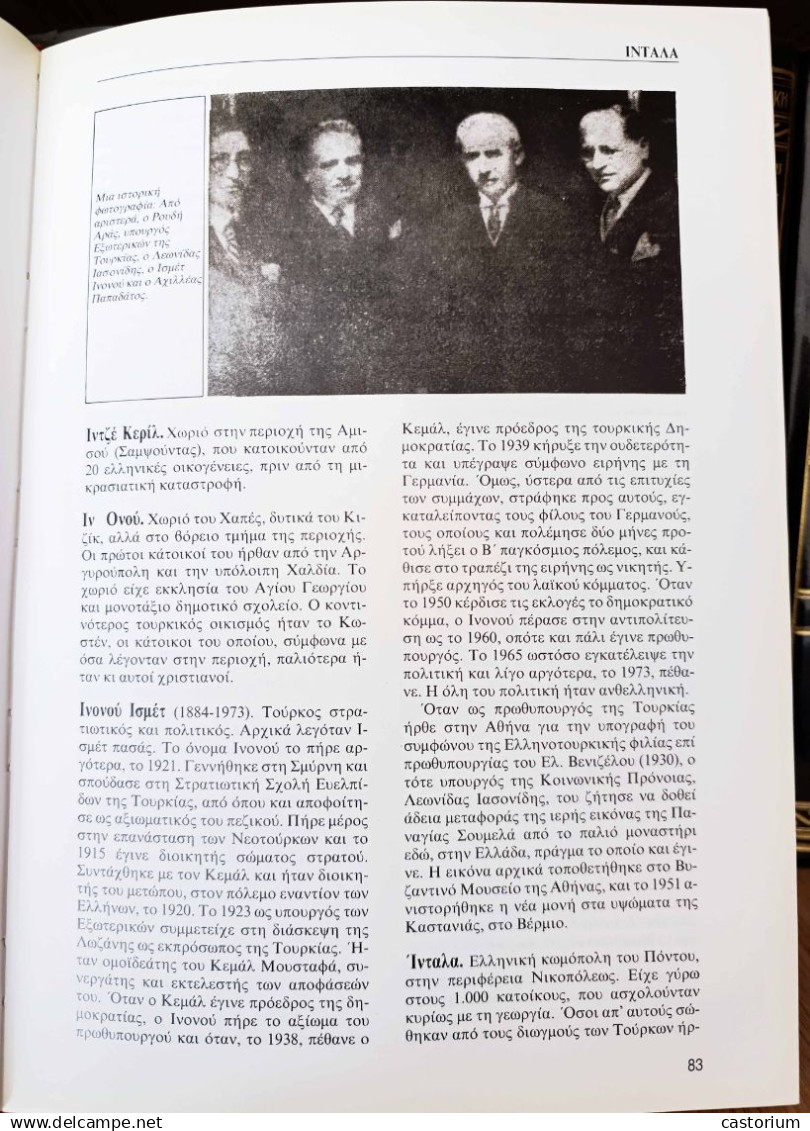 ΙΝΤΑΛΑ
Μια ιστορική
φωτογραφία: Από
αριστερά, ο Ρουδή
Αράς, υπουργός
Εξωτερικών της
Τουρκίας, ο Λεωνίδας
Ιασονίδης, ο Ισμέτ
Ινονού και ο Αχιλλέας
Παπαδάτος.
Ιντζέ Κερίλ. Χωριό στην περιοχή της Αμι-
σού (Σαμψούντας), που κατοικούνταν από
20 ελληνικές οικογένειες, πριν από τη μι-
κρασιατική καταστροφή.
Ιν Ονού. Χωριό του Χαπές, δυτικά του Κι-
ζίκ, αλλά στο βόρειο τμήμα της περιοχής.
Οι πρώτοι κάτοικοί του ήρθαν από την Αρ-
γυρούπολη και την υπόλοιπη Χαλδία. Το
χωριό είχε εκκλησία του Αγίου Γεωργίου
και μονοτάξιο δημοτικό σχολείο. Ο κοντι-
νότερος τουρκικός οικισμός ήταν το Κω-
στέν, οι κάτοικοι του οποίου, σύμφωνα με
όσα λέγονταν στην περιοχή, παλιότερα ή-
ταν κι αυτοί χριστιανοί.
Ινονού Ισμέτ (1884-1973). Τούρκος στρα-
τιωτικός και πολιτικός. Αρχικά λεγόταν Ι-
σμέτ πασάς. Το όνομα Ινονού το πήρε αρ-
γότερα, το 1921. Γεννήθηκε στη Σμύρνη και
σπούδασε στη Στρατιωτική Σχολή Ευελπί-
δων της Τουρκίας, από όπου και αποφοίτη-
σε ως αξιωματικός του πεζικού. Πήρε μέρος
στην επανάσταση των Νεοτούρκων και το
1915 έγινε διοικητής σώματος στρατού.
Συντάχθηκε με τον Κεμάλ και ήταν διοικη-
τής του μετώπου, στον πόλεμο εναντίον των
Ελλήνων, το 1920. Το 1923 ως υπουργός των
Εξωτερικών συμμετείχε στη διάσκεψη της
Λωζάνης ως εκπρόσωπος της Τουρκίας. Ή-
ταν ομοϊδεάτης του Κεμάλ Μουσταφά, συ-
νεργάτης και εκτελεστής των αποφάσεών
του. Όταν ο Κεμάλ έγινε πρόεδρος της δη-
μοκρατίας, ο Ινονού πήρε το αξίωμα του
πρωθυπουργού και όταν, το 1938, πέθανε ο
Κεμάλ, έγινε πρόεδρος της τουρκικής Δη-
μοκρατίας. Το 1939 κήρυξε την ουδετερότη-
τα και υπέγραψε σύμφωνο ειρήνης με τη
Γερμανία. Όμως, ύστερα από τις επιτυχίες
των συμμάχων, στράφηκε προς αυτούς, εγ-
καταλείποντας τους φίλους του Γερμανούς,
τους οποίους και πολέμησε δύο μήνες προ-
τού λήξει ο Β΄ παγκόσμιος πόλεμος, και κά-
θισε στο τραπέζι της ειρήνης ως νικητής. Υ-
πήρξε αρχηγός του λαϊκού κόμματος. Όταν
το 1950 κέρδισε τις εκλογές το δημοκρατικό
κόμμα, ο Ινονού πέρασε στην αντιπολίτευ-
ση ως το 1960, οπότε και πάλι έγινε πρωθυ-
πουργός. Το 1965 ωστόσο εγκατέλειψε την
πολιτική και λίγο αργότερα, το 1973, πέθα-
νε. Η όλη του πολιτική ήταν ανθελληνική.
Όταν ως πρωθυπουργός της Τουρκίας
ήρθε στην Αθήνα για την υπογραφή του
συμφώνου της Ελληνοτουρκικής φιλίας επί
πρωθυπουργίας του Ελ. Βενιζέλου (1930), ο
τότε υπουργός της Κοινωνικής Πρόνοιας,
Λεωνίδας Ιασονίδης, του ζήτησε να δοθεί
άδεια μεταφοράς της ιερής εικόνας της Πα-
ναγίας Σουμελά από το παλιό μοναστήρι
εδώ, στην Ελλάδα, πράγμα το οποίο και έγι-
νε. Η εικόνα αρχικά τοποθετήθηκε στο Βυ-
ζαντινό Μουσείο της Αθήνας, και το 1951 α-
νιστορήθηκε η νέα μονή στα υψώματα της
Καστανιάς, στο Βέρμιο.
Ίνταλα. Ελληνική κωμόπολη του Πόντου,
στην περιφέρεια Νικοπόλεως. Είχε γύρω
στους 1.000 κατοίκους, που ασχολούνταν
κυρίως με τη γεωργία. Όσοι απ' αυτούς σώ-
θηκαν από τους διωγμούς των Τούρκων ήρ-
83
castorium